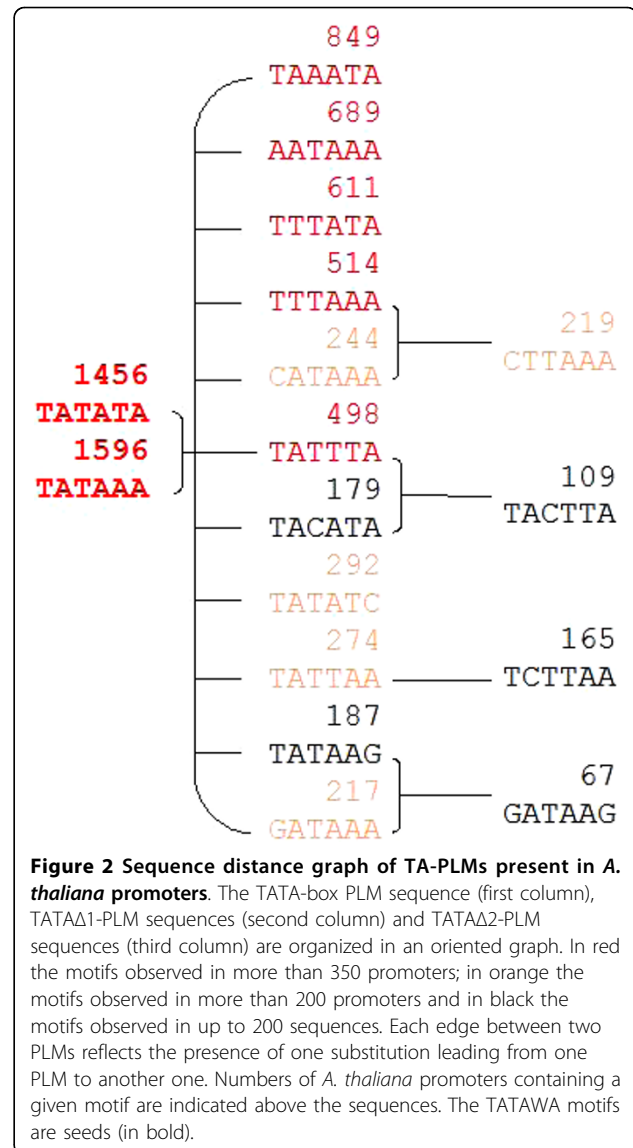 849
TAAATA
689
AATAAA
611
TTTATA
514
TTTAAA
244
CATAAA
219
CTTAAA
1456
TATATA
1596
TATAAA
498
TATTTA
179
TACATA
109
TACTTA
292
TATATC
274
TATTAA
165
TCTTAA
187
TATAAG
217
GATAAA
67
GATAAG
Figure 2 Sequence distance graph of TA-PLMs present in A.
thaliana promoters. The TATA-box PLM sequence (first column),
TATAΔ1-PLM sequences (second column) and TATAΔ2-PLM
sequences (third column) are organized in an oriented graph. In red
the motifs observed in more than 350 promoters; in orange the
motifs observed in more than 200 promoters and in black the
motifs observed in up to 200 sequences. Each edge between two
PLMs reflects the presence of one substitution leading from one
PLM to another one. Numbers of A. thaliana promoters containing a
given motif are indicated above the sequences. The TATAWA motifs
are seeds (in bold).